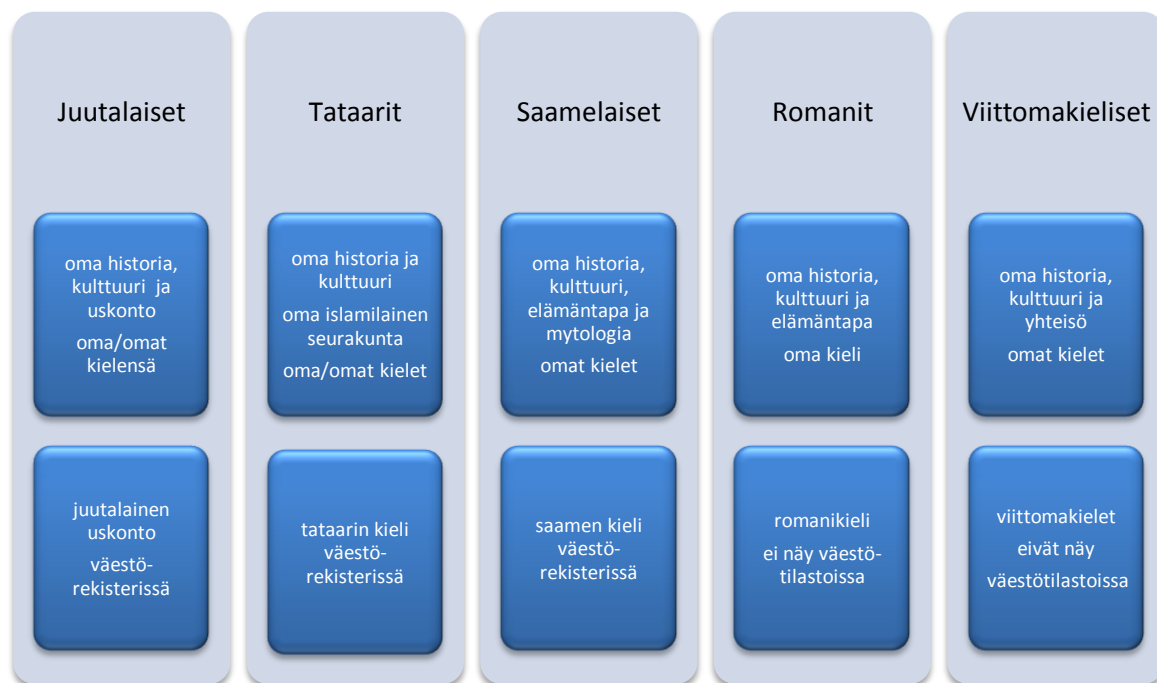 Juutalaiset
oma historia,
kulttuuri ja
uskonto
oma/omat
kielensä
juutalainen
uskonto
väestö-
rekisterissä
Tataarit
oma historia ja
kulttuuri
oma islamilainen
seurakunta
oma/omat kielet
tataarin kieli
väestö-
rekisterissä
Saamelaiset
oma historia,
kulttuuri,
elämäntapa ja
mytologia
omat kielet
saamen kieli
väestö-
rekisterissä
Romanit
oma historia,
kulttuuri ja
elämäntapa
oma kieli
romanikieli
ei näy väestö-
tilastoissa
Viittomakieliset
oma historia,
kulttuuri ja
yhteisö
omat kielet
viittomakielet
eivät näy
väestötilastoissa